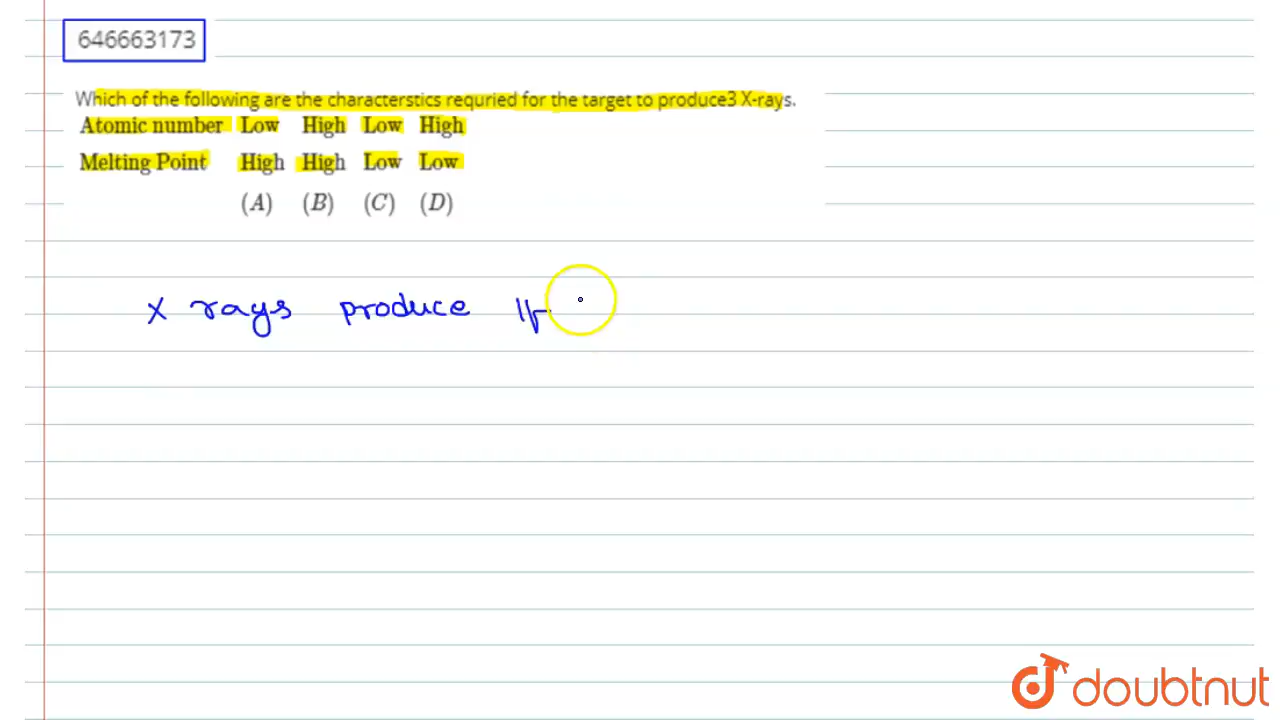 646663173
Which of the following are the characterstics requried for the target to produce3 X-rays.
Atomic number Low High Low High
Melting Point High High Low Low
(A) (B) (C) (D)
X rays produce
doubtnut